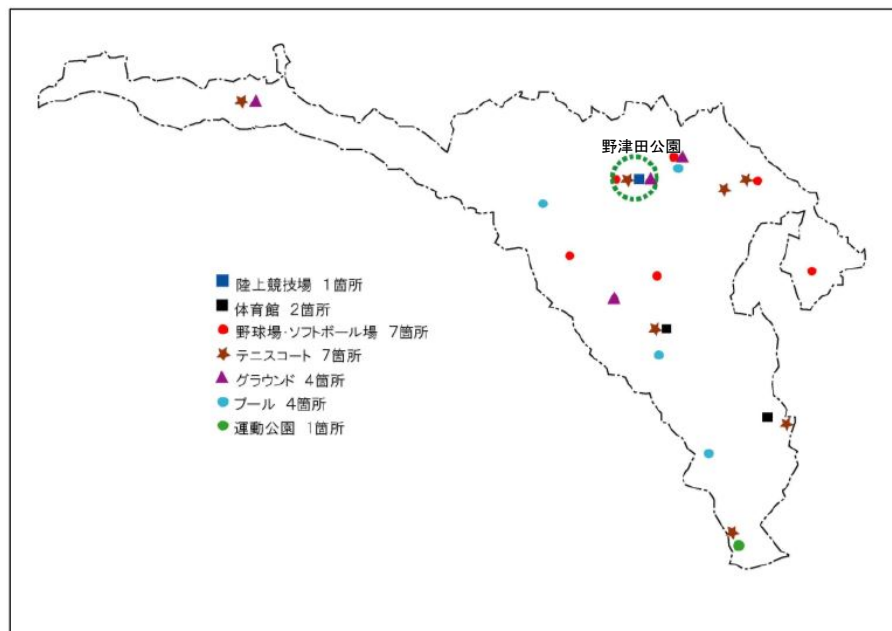 野津田公園
陸上競技場 1箇所
体育館 2箇所
野球場・ソフトボール場 7箇所
テニスコート 7箇所
グラウンド 4箇所
プール 4箇所
運動公園 1箇所